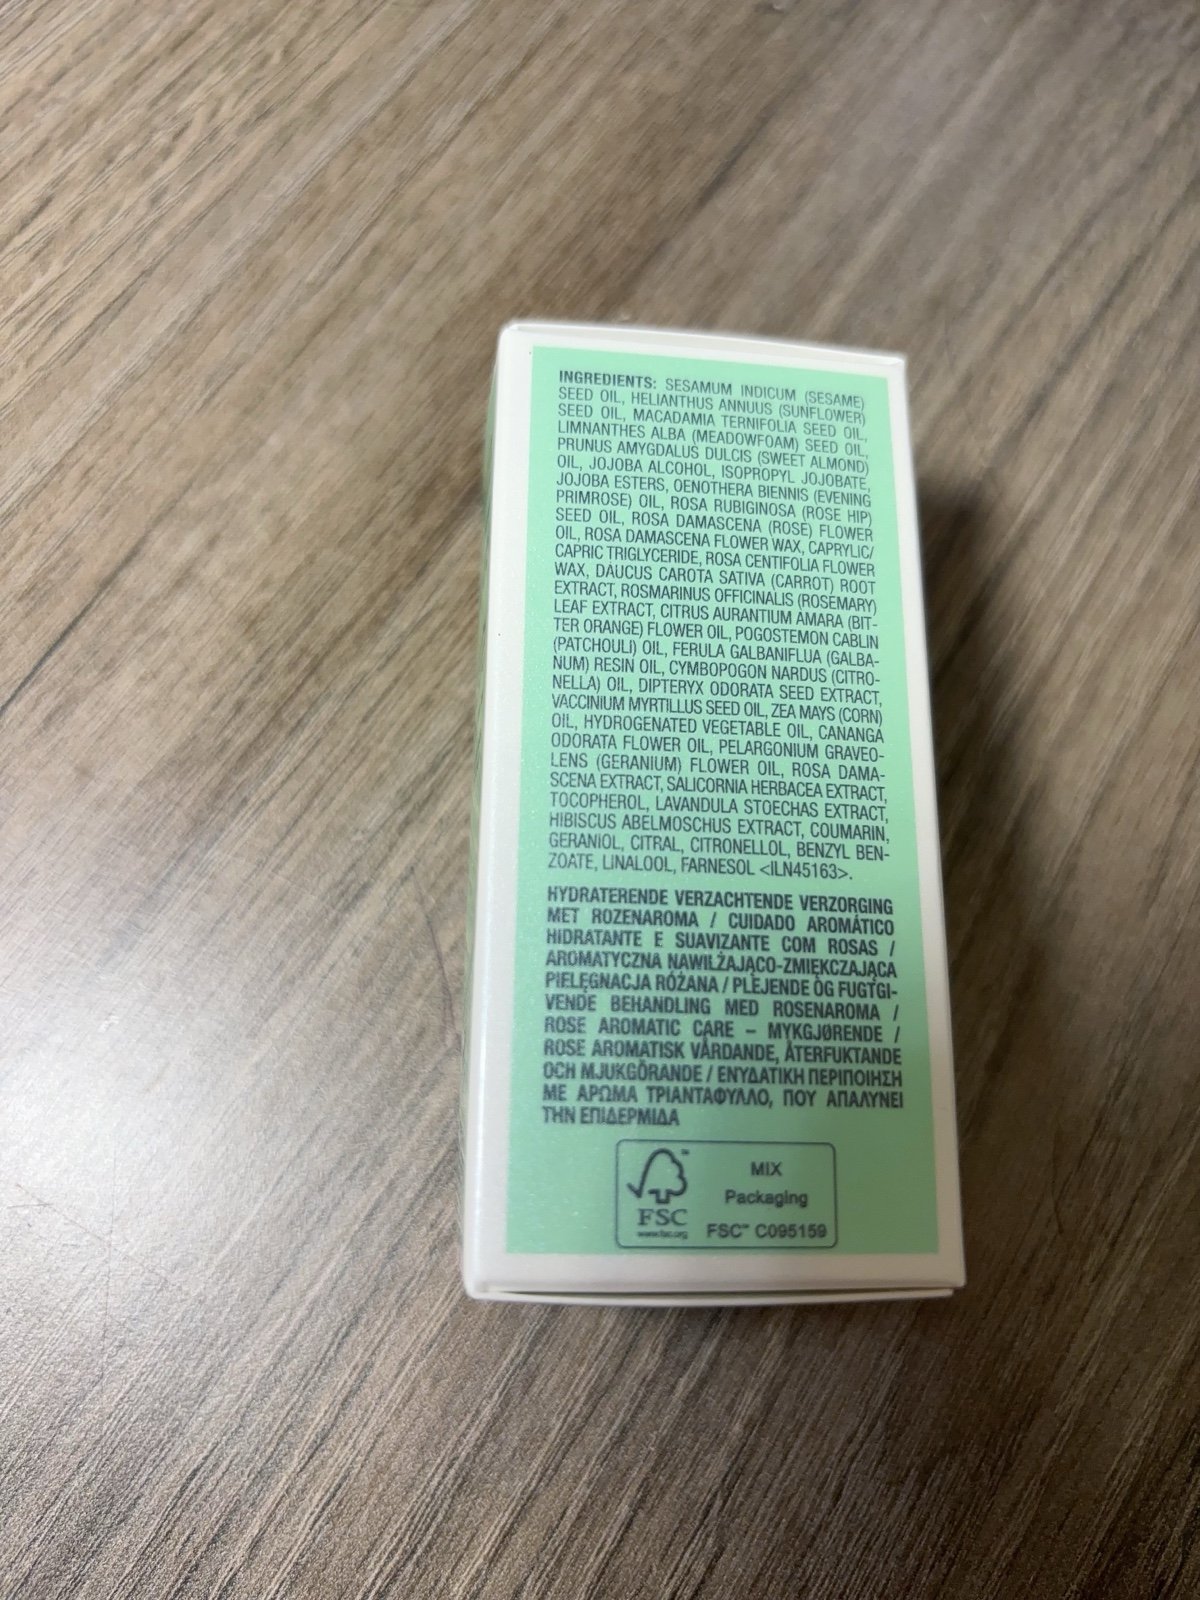 INGREDIENTS: SESAMUM INDICUM (SESAME)
SEED OIL, HELIANTHUS ANNUUS (SUNFLOWER)
SEED OIL, MACADAMIA TERNIFOLIA SEED OIL,
LIMNANTHES ALBA (MEADOWFOAM) SEED OIL,
PRUNUS AMYGDALUS DULCIS (SWEET ALMOND)
OIL, JOJOBA ALCOHOL, ISOPROPYL JOJOBATE,
JOJOBA ESTERS, OENOTHERA BIENNIS (EVENING
PRIMROSE) OIL, ROSA RUBIGINOSA (ROSE HIP)
SEED OIL, ROSA DAMASCENA (ROSE) FLOWER
OIL, ROSA DAMASCENA FLOWER WAX, CAPRYLIC/
CAPRIC TRIGLYCERIDE, ROSA CENTIFOLIA FLOWER
WAX, DAUCUS CAROTA SATIVA (CARROT) ROOT
EXTRACT, ROSMARINUS OFFICINALIS (ROSEMARY)
LEAF EXTRACT, CITRUS AURANTIUM AMARA (BIT-
TER ORANGE) FLOWER OIL, POGOSTEMON CABLIN
(PATCHOULI) OIL, FERULA GALBANIFLUA (GALBA-
NUM) RESIN OIL, CYMBOPOGON NARDUS (CITRO-
NELLA) OIL, DIPTERYX ODORATA SEED EXTRACT,
VACCINIUM MYRTILLUS SEED OIL, ZEA MAYS (CORN)
OIL, HYDROGENATED VEGETABLE OIL, CANANGA
ODORATA FLOWER OIL, PELARGONIUM GRAVEO-
LENS (GERANIUM) FLOWER OIL, ROSA DAMA-
SCENA EXTRACT, SALICORNIA HERBACEA EXTRACT,
TOCOPHEROL, LAVANDULA STOECHAS EXTRACT,
HIBISCUS ABELMOSCHUS EXTRACT, COUMARIN,
GERANIOL, CITRAL, CITRONELLOL, BENZYL BEN-
ZOATE, LINALOOL, FARNESOL <ILN45163>.
HYDRATERENDE VERZACHTENDE VERZORGING
MET ROZENAROMA / CUIDADO AROMÁTICO
HIDRATANTE E SUAVIZANTE COM ROSAS /
AROMATYCZNA NAWILŻAJĄCO-ZMIĘKCZAJĄCA
PIELĘGNACJA RÓŻANA / PLEJENDE OG FUGTGI-
VENDE BEHANDLING MED ROSENAROMA /
ROSE AROMATIC CARE – MYKGJØRENDE /
ROSE AROMATISK VÅRDANDE, ÅTERFUKTANDE
OCH MJUKGÖRANDE / ΕΝΥΔΑΤΙΚΗ ΠΕΡΙΠΟΙΗΣΗ
ΜΕ ΑΡΩΜΑ ΤΡΙΑΝΤΑΦΥΛΛΟ, ΠΟΥ ΑΠΑΛΥΝΕΙ
ΤΗΝ ΕΠΙΔΕΡΜΙΔΑ
FSC™
www.fsc.org
MIX
Packaging
FSC™ C095159